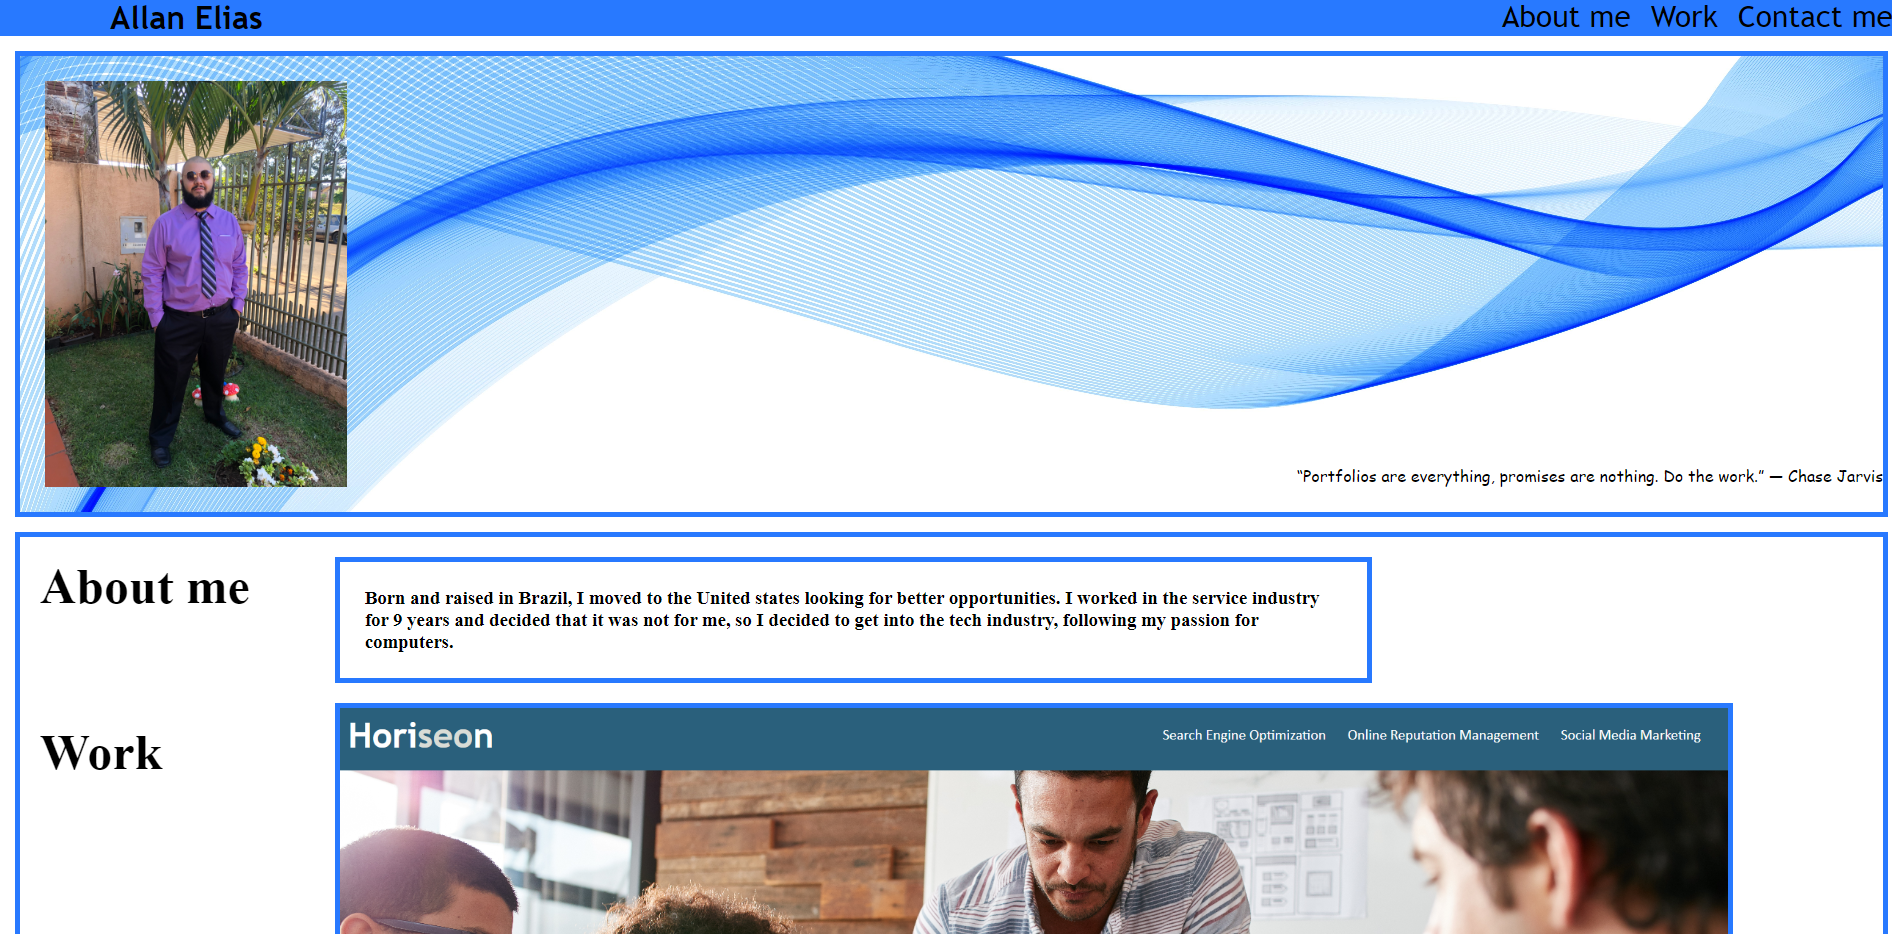 Allan Elias
About me Work Contact me
“Portfolios are everything, promises are nothing. Do the work.” — Chase Jarvis
About me
Born and raised in Brazil, I moved to the United states looking for better opportunities. I worked in the service industry
for 9 years and decided that it was not for me, so I decided to get into the tech industry, following my passion for
computers.
Work
Horiseon
Search Engine Optimization Online Reputation Management Social Media Marketing